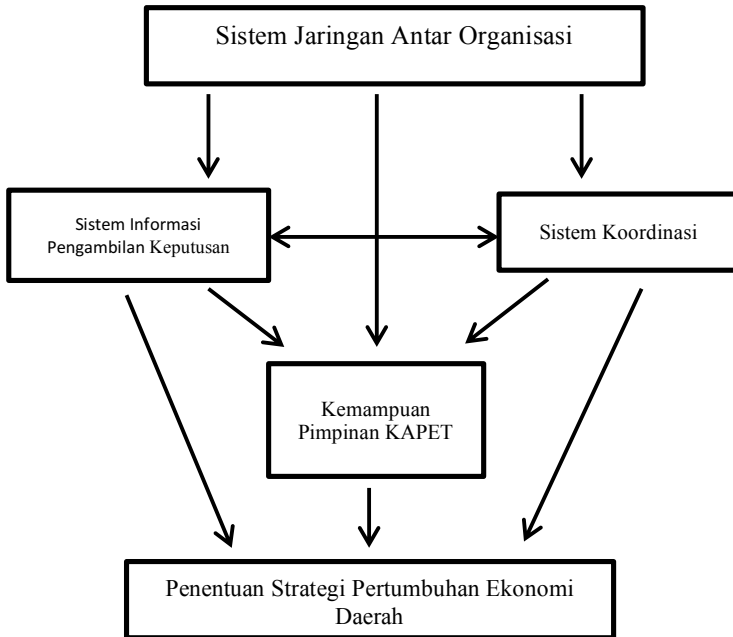 Sistem Jaringan Antar Organisasi
Sistem Informasi
Pengambilan Keputusan
Sistem Koordinasi
Kemampuan
Pimpinan KAPET
Penentuan Strategi Pertumbuhan Ekonomi
Daerah